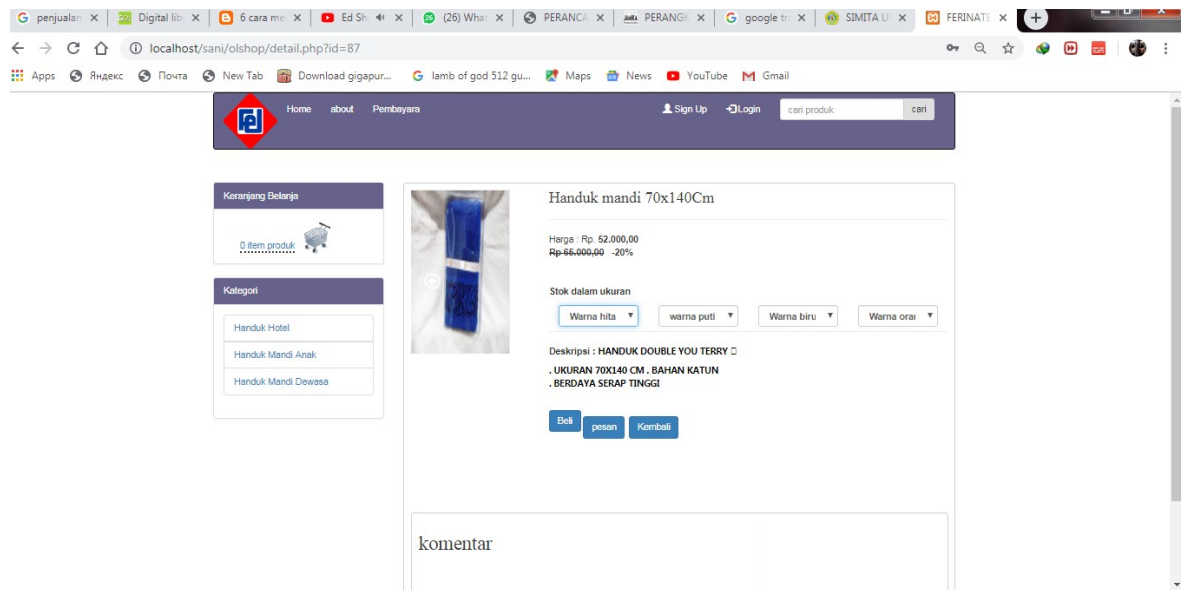 penjualan
Digital lib
6 cara me
Ed Sh
(26) What
PERANCA
PERANGK
google tr
SIMITA U
FERINATE
localhost/sani/olshop/detail.php?id=87
Apps Яндекс Почта New Tab Download gigapur... lamb of god 512 gu... Maps News YouTube Gmail
Home about Pembayara
Sign Up Login cari produk cari
Keranjang Belanja
0 item produk
Kategori
Handuk Hotel
Handuk Mandi Anak
Handuk Mandi Dewasa
Handuk mandi 70x140Cm
Harga : Rp. 52.000,00
Rp 65.000,00 -20%
Stok dalam ukuran
Warna hita warna puti Warna biru Warna orai
Deskripsi : HANDUK DOUBLE YOU TERRY
. UKURAN 70X140 CM . BAHAN KATUN
. BERDAYA SERAP TINGGI
Beli pesan Kembali
komentar